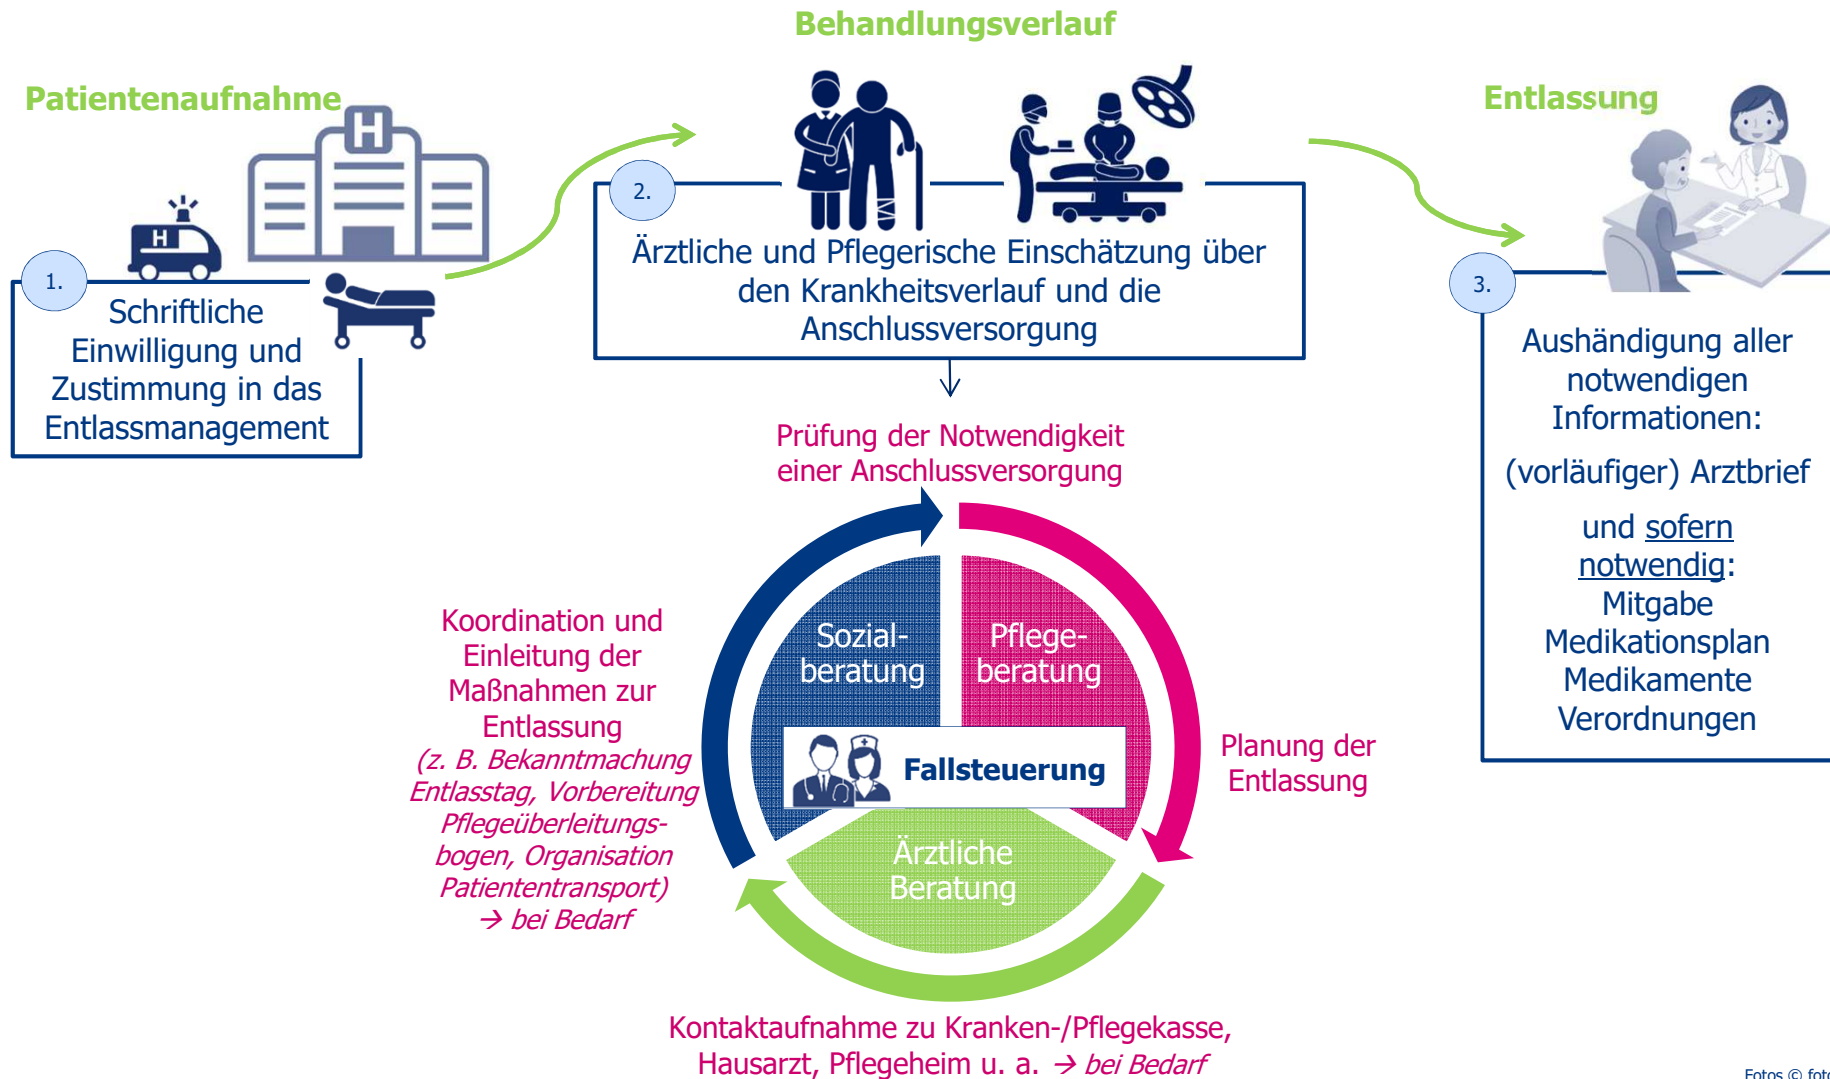 Behandlungsverlauf
Patientenaufnahme
Entlassung
H
H
1.
Schriftliche
Einwilligung und
Zustimmung in das
Entlassmanagement
2.
Ärztliche und Pflegerische Einschätzung über
den Krankheitsverlauf und die
Anschlussversorgung
3.
Aushändigung aller
notwendigen
Informationen:
(vorläufiger) Arztbrief
und sofern
notwendig:
Mitgabe
Medikationsplan
Medikamente
Verordnungen
Prüfung der Notwendigkeit
einer Anschlussversorgung
Sozial-
beratung
Pflege-
beratung
Fallsteuerung
Ärztliche
Beratung
Planung der
Entlassung
Kontaktaufnahme zu Kranken-/Pflegekasse,
Hausarzt, Pflegeheim u. a. → bei Bedarf
Koordination und
Einleitung der
Maßnahmen zur
Entlassung
(z. B. Bekanntmachung
Entlasstag, Vorbereitung
Pflegeüberleitungs-
bogen, Organisation
Patiententransport)
→ bei Bedarf
Fotos ©